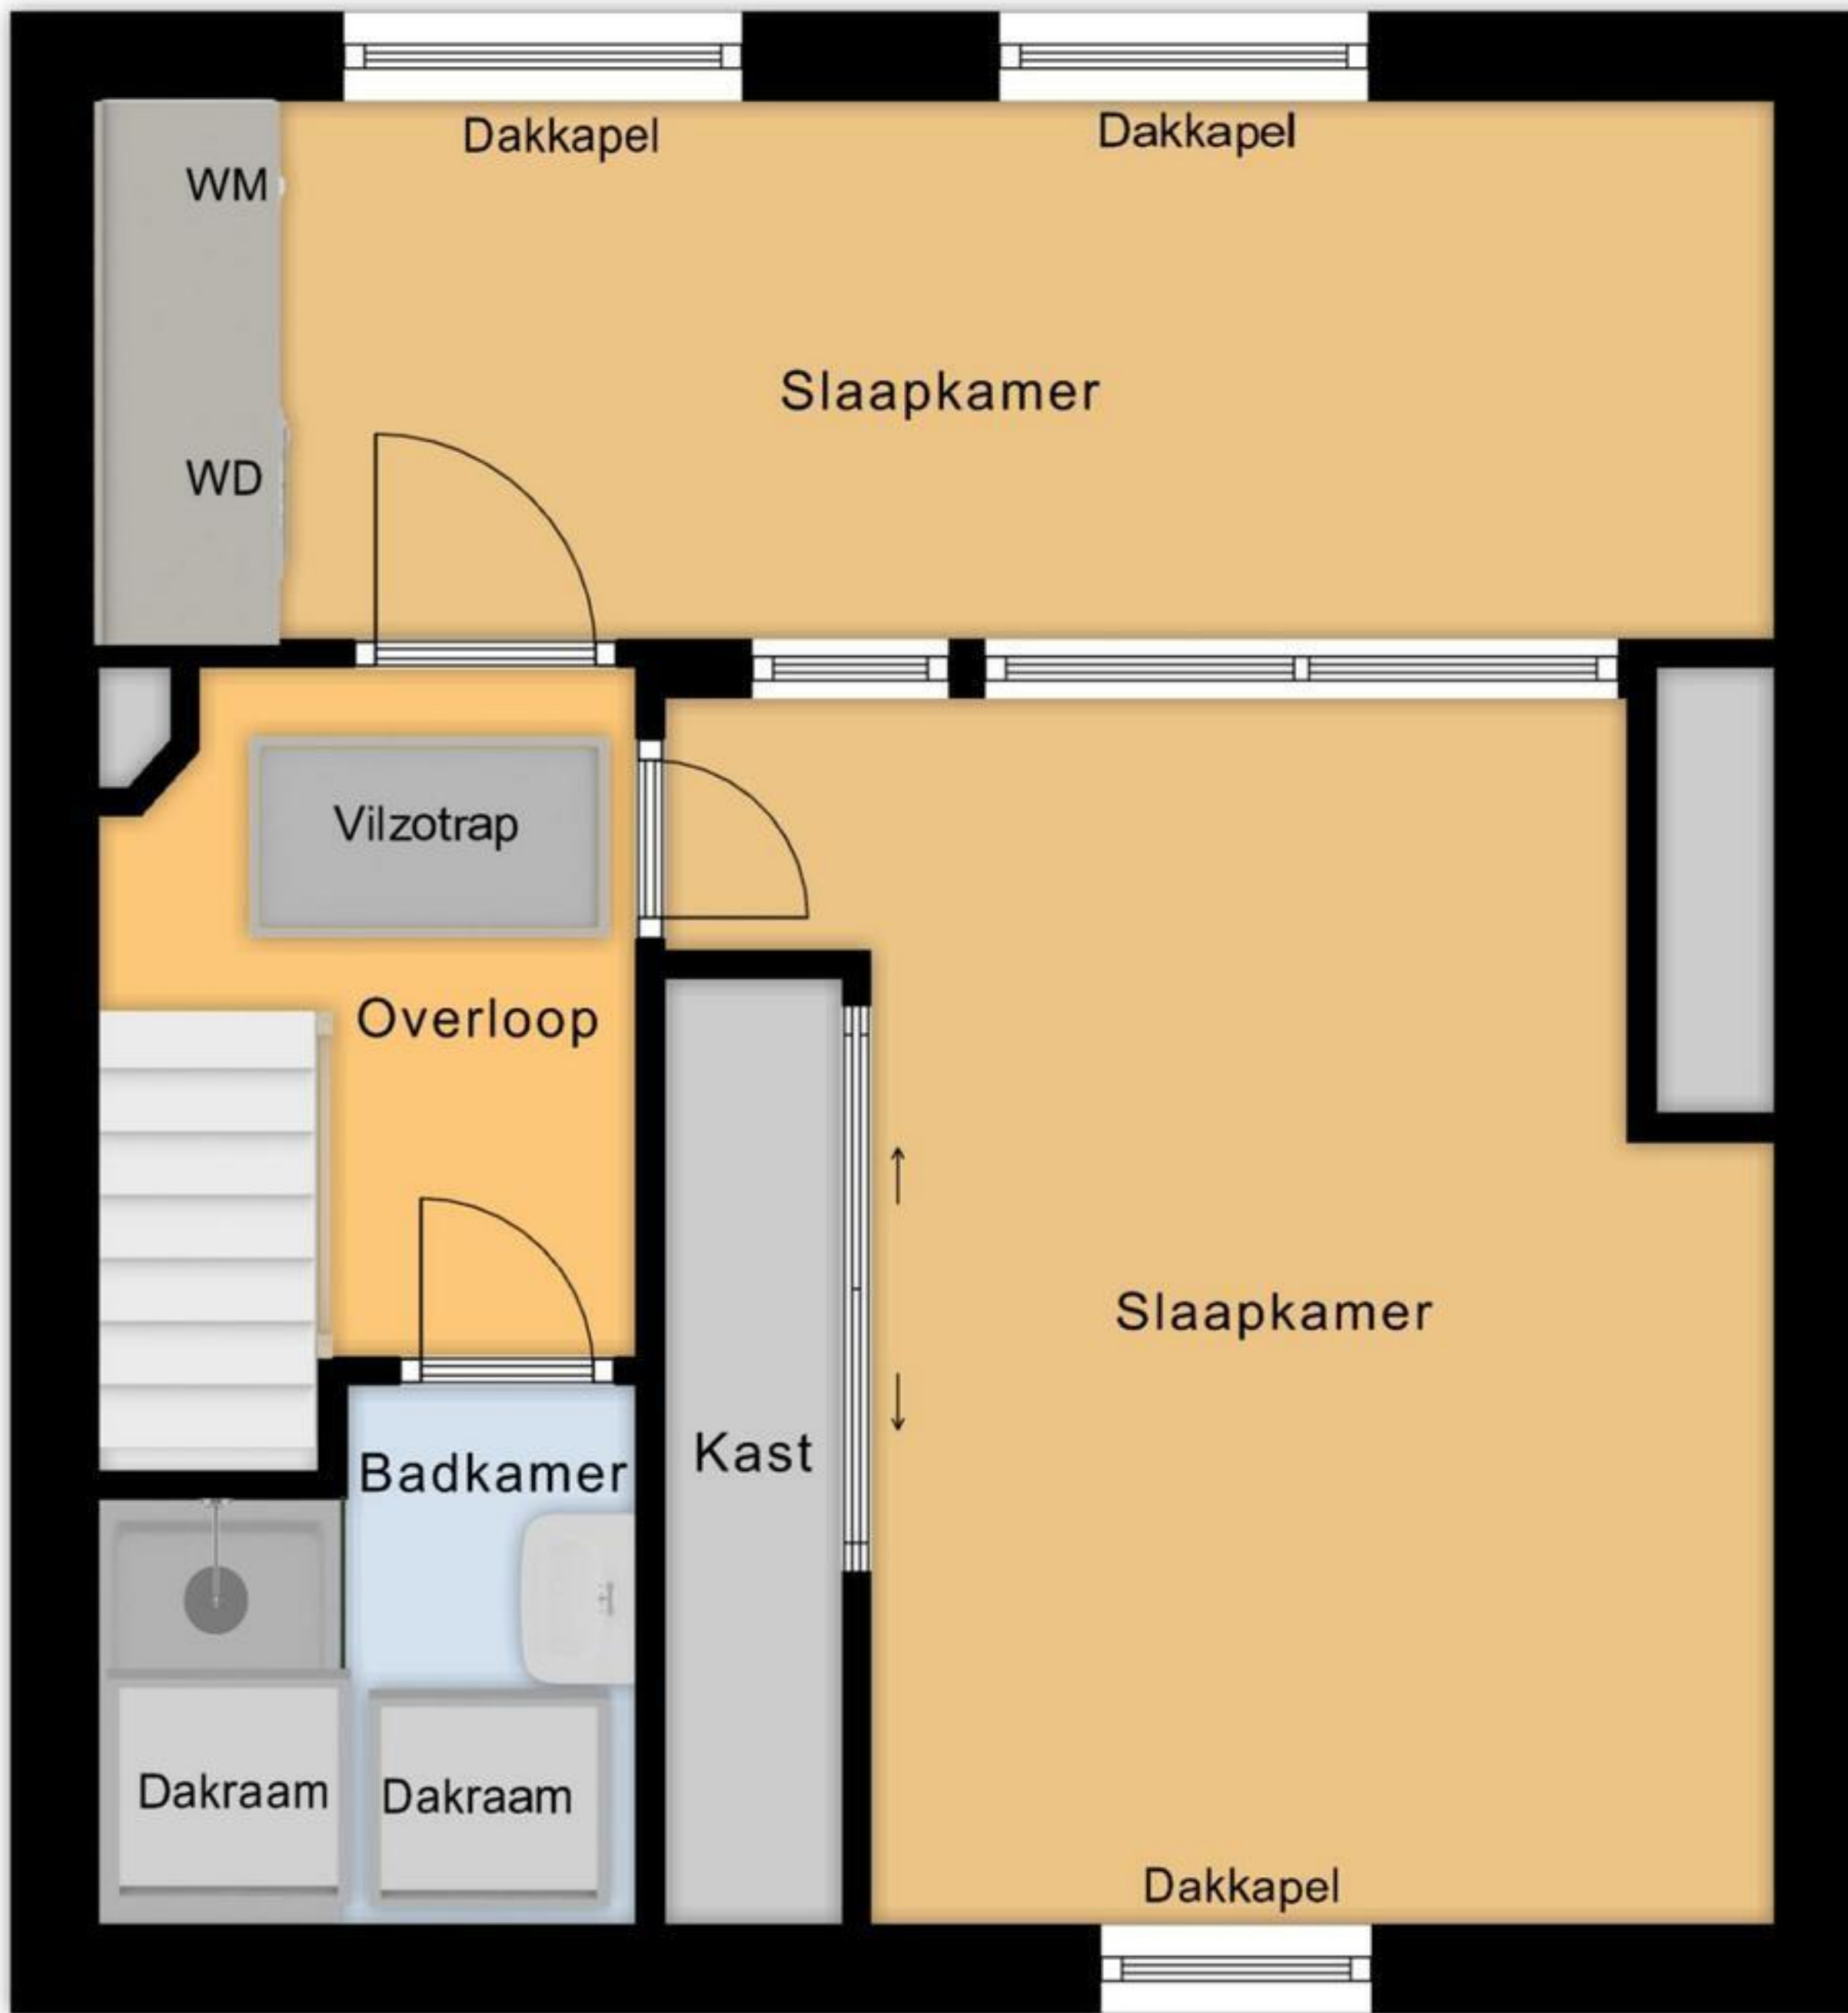 Dakkapel
Dakkapel
WM
Slaapkamer
WD
Vilzotrap
Overloop
Slaapkamer
Kast
Badkamer
Dakraam
Dakraam
Dakkapel